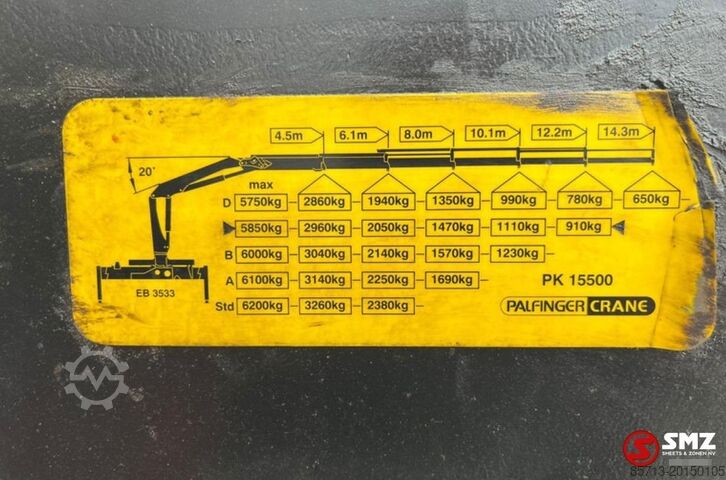 4.5m 6.1m 8.0m 10.1m 12.2m 14.3m
20°
max
D 5750kg 2860kg 1940kg 1350kg 990kg 780kg 650kg
5850kg 2960kg 2050kg 1470kg 1110kg 910kg
B 6000kg 3040kg 2140kg 1570kg 1230kg
A 6100kg 3140kg 2250kg 1690kg
PK 15500
EB 3533
Std 6200kg 3260kg 2380kg
PALFINGER CRANE
SMZ
SHEETS & ZONEN NV
85713-20150105